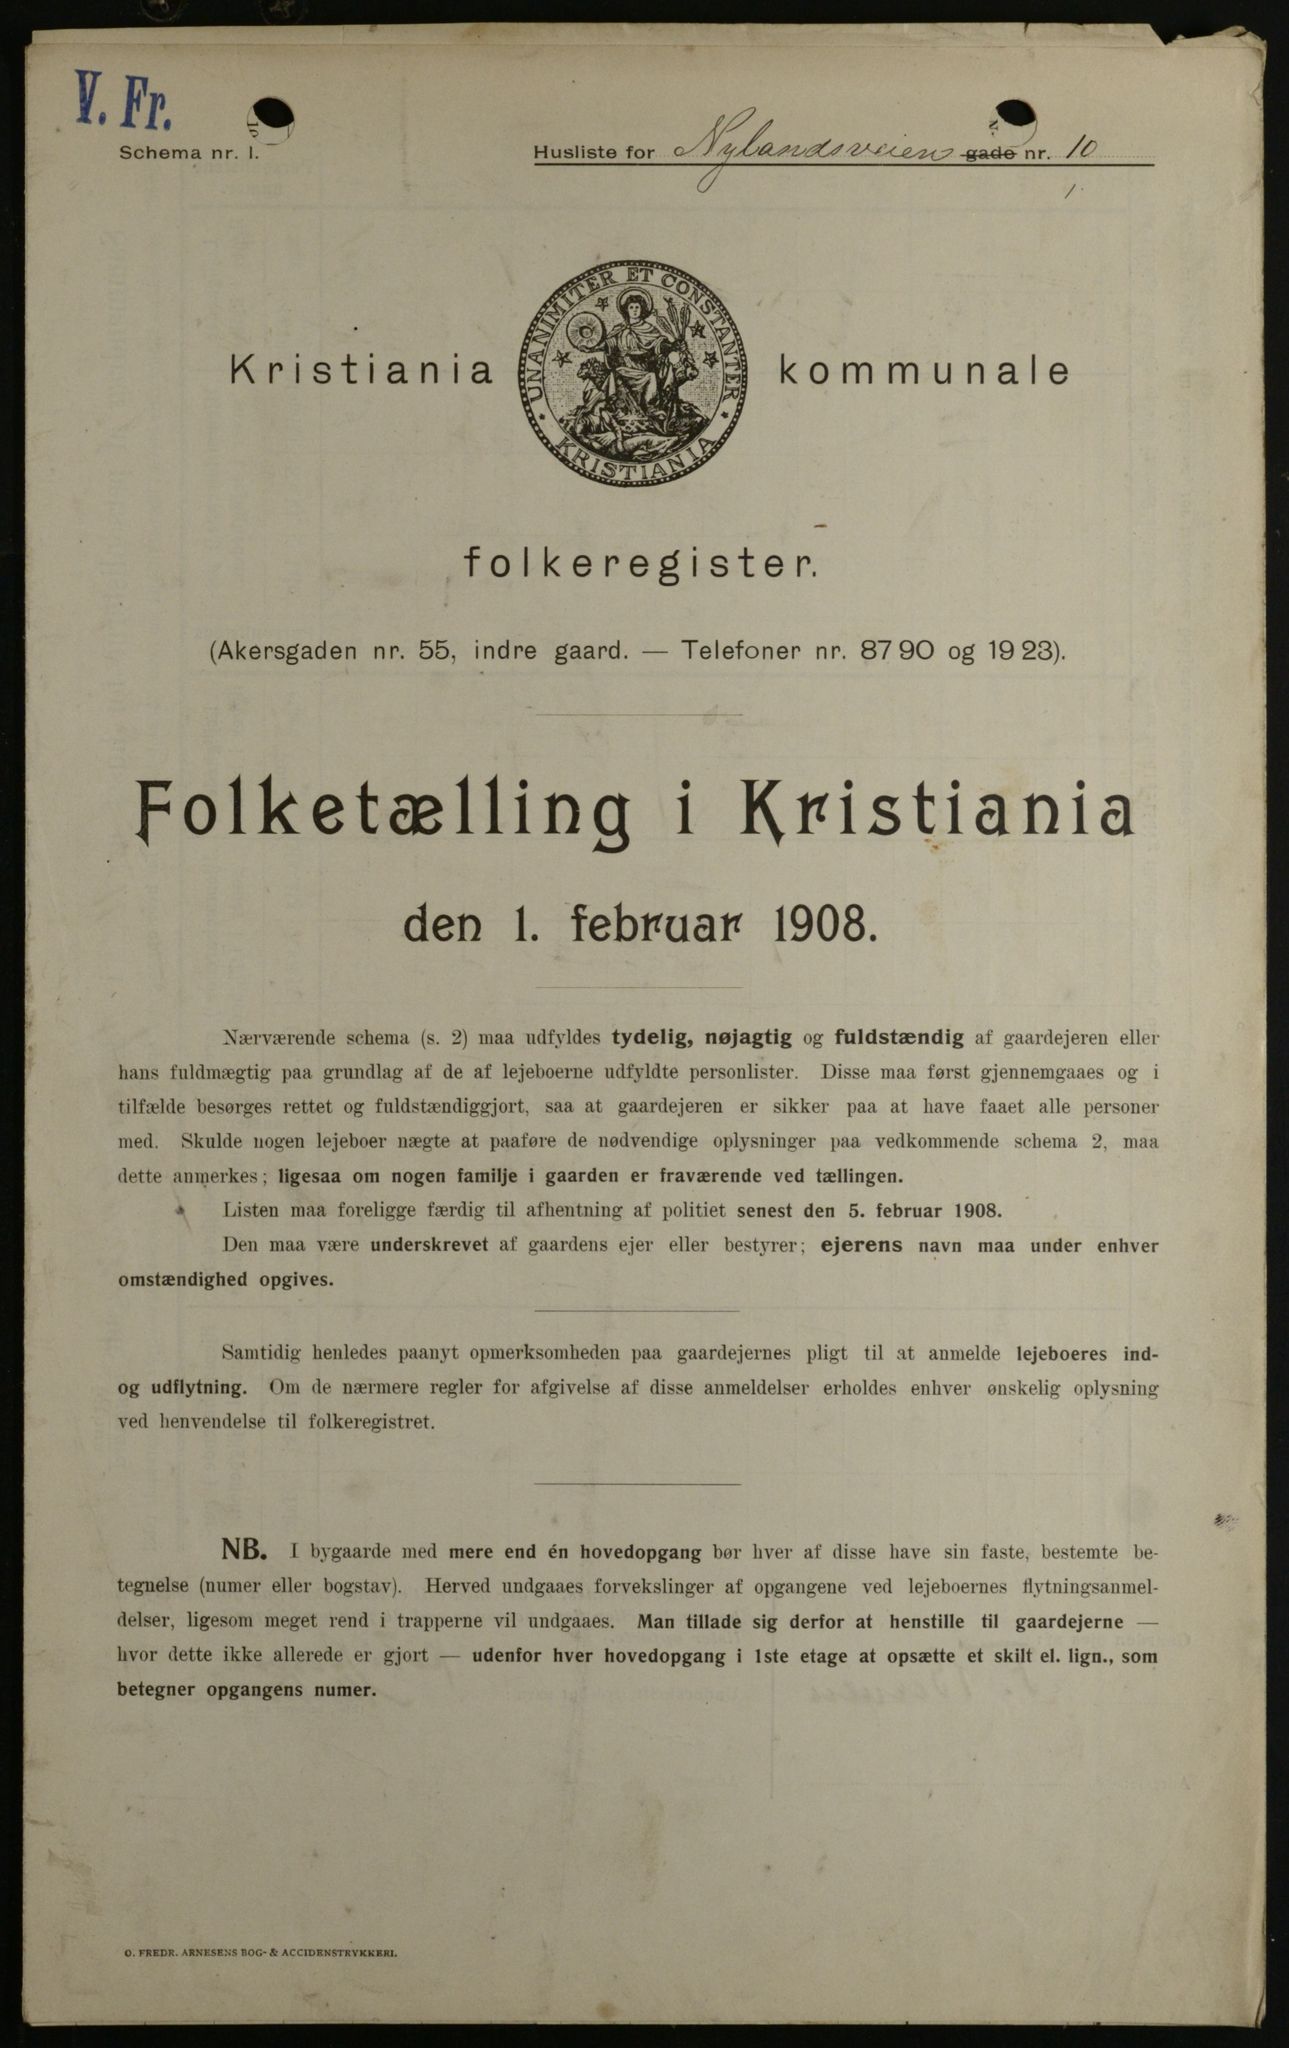 V. Fr.
Schema nr. 1.
Husliste for Nylandsveien gade nr. 10
UNANIMITER ET CONSTANTER
KRISTIANIA
Kristiania kommunale
folkeregister.
(Akersgaden nr. 55, indre gaard. — Telefoner nr. 87 90 og 19 23).
Folketælling i Kristiania
den 1. februar 1908.
Nærværende schema (s. 2) maa udfyldes tydelig, nøjagtig og fuldstændig af gaardejeren eller
hans fuldmægtig paa grundlag af de af lejeboerne udfyldte personlister. Disse maa først gjennemgaaes og i
tilfælde besørges rettet og fuldstændiggjort, saa at gaardejeren er sikker paa at have faaet alle personer
med. Skulde nogen lejeboer nægte at paaføre de nødvendige oplysninger paa vedkommende schema 2, maa
dette anmerkes; ligesaa om nogen familje i gaarden er fraværende ved tællingen.
Listen maa foreligge færdig til afhentning af politiet senest den 5. februar 1908.
Den maa være underskrevet af gaardens ejer eller bestyrer; ejerens navn maa under enhver
omstændighed opgives.
Samtidig henledes paanyt opmerksomheden paa gaardejernes pligt til at anmelde lejeboeres ind-
og udflytning. Om de nærmere regler for afgivelse af disse anmeldelser erholdes enhver ønskelig oplysning
ved henvendelse til folkeregistret.
NB. I bygaarde med mere end én hovedopgang bør hver af disse have sin faste, bestemte be-
tegnelse (numer eller bogstav). Herved undgaaes forvekslinger af opgangene ved lejeboernes flytningsanmel-
delser, ligesom meget rend i trapperne vil undgaaes. Man tillade sig derfor at henstille til gaardejerne —
hvor dette ikke allerede er gjort — udenfor hver hovedopgang i 1ste etage at opsætte et skilt el. lign., som
betegner opgangens numer.
O. FREDR. ARNESENS BOG- & ACCIDENSTRYKKERI.